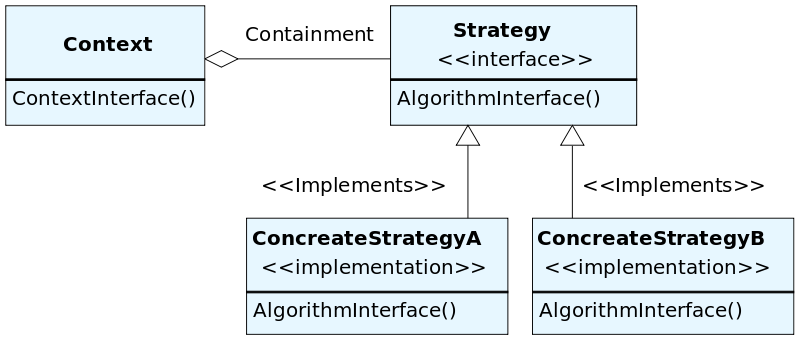 Context
ContextInterface()
Containment
Strategy
<<interface>>
AlgorithmInterface()
<<Implements>>
<<Implements>>
ConcreateStrategyA
<<implementation>>
AlgorithmInterface()
ConcreateStrategyB
<<implementation>>
AlgorithmInterface()